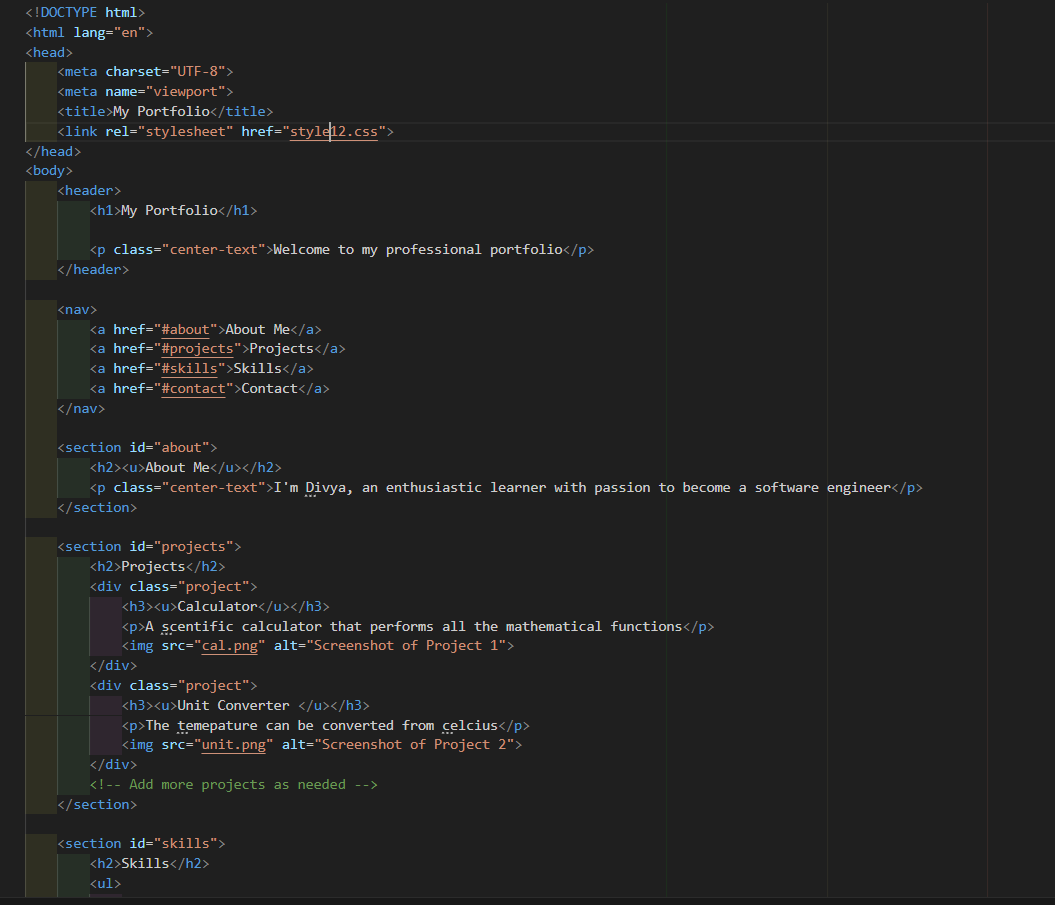 <!DOCTYPE html>
<html lang="en">
<head>
    <meta charset="UTF-8">
    <meta name="viewport">
    <title>My Portfolio</title>
    <link rel="stylesheet" href="style12.css">
</head>
<body>
    <header>
        <h1>My Portfolio</h1>

        <p class="center-text">Welcome to my professional portfolio</p>
    </header>

    <nav>
        <a href="#about">About Me</a>
        <a href="#projects">Projects</a>
        <a href="#skills">Skills</a>
        <a href="#contact">Contact</a>
    </nav>

    <section id="about">
        <h2><u>About Me</u></h2>
        <p class="center-text">I'm Divya, an enthusiastic learner with passion to become a software engineer</p>
    </section>

    <section id="projects">
        <h2>Projects</h2>
        <div class="project">
            <h3><u>Calculator</u></h3>
            <p>A scentific calculator that performs all the mathematical functions</p>
            <img src="cal.png" alt="Screenshot of Project 1">
        </div>
        <div class="project">
            <h3><u>Unit Converter </u></h3>
            <p>The temepature can be converted from celcius</p>
            <img src="unit.png" alt="Screenshot of Project 2">
        </div>
        <!-- Add more projects as needed -->
    </section>

    <section id="skills">
        <h2>Skills</h2>
        <ul>